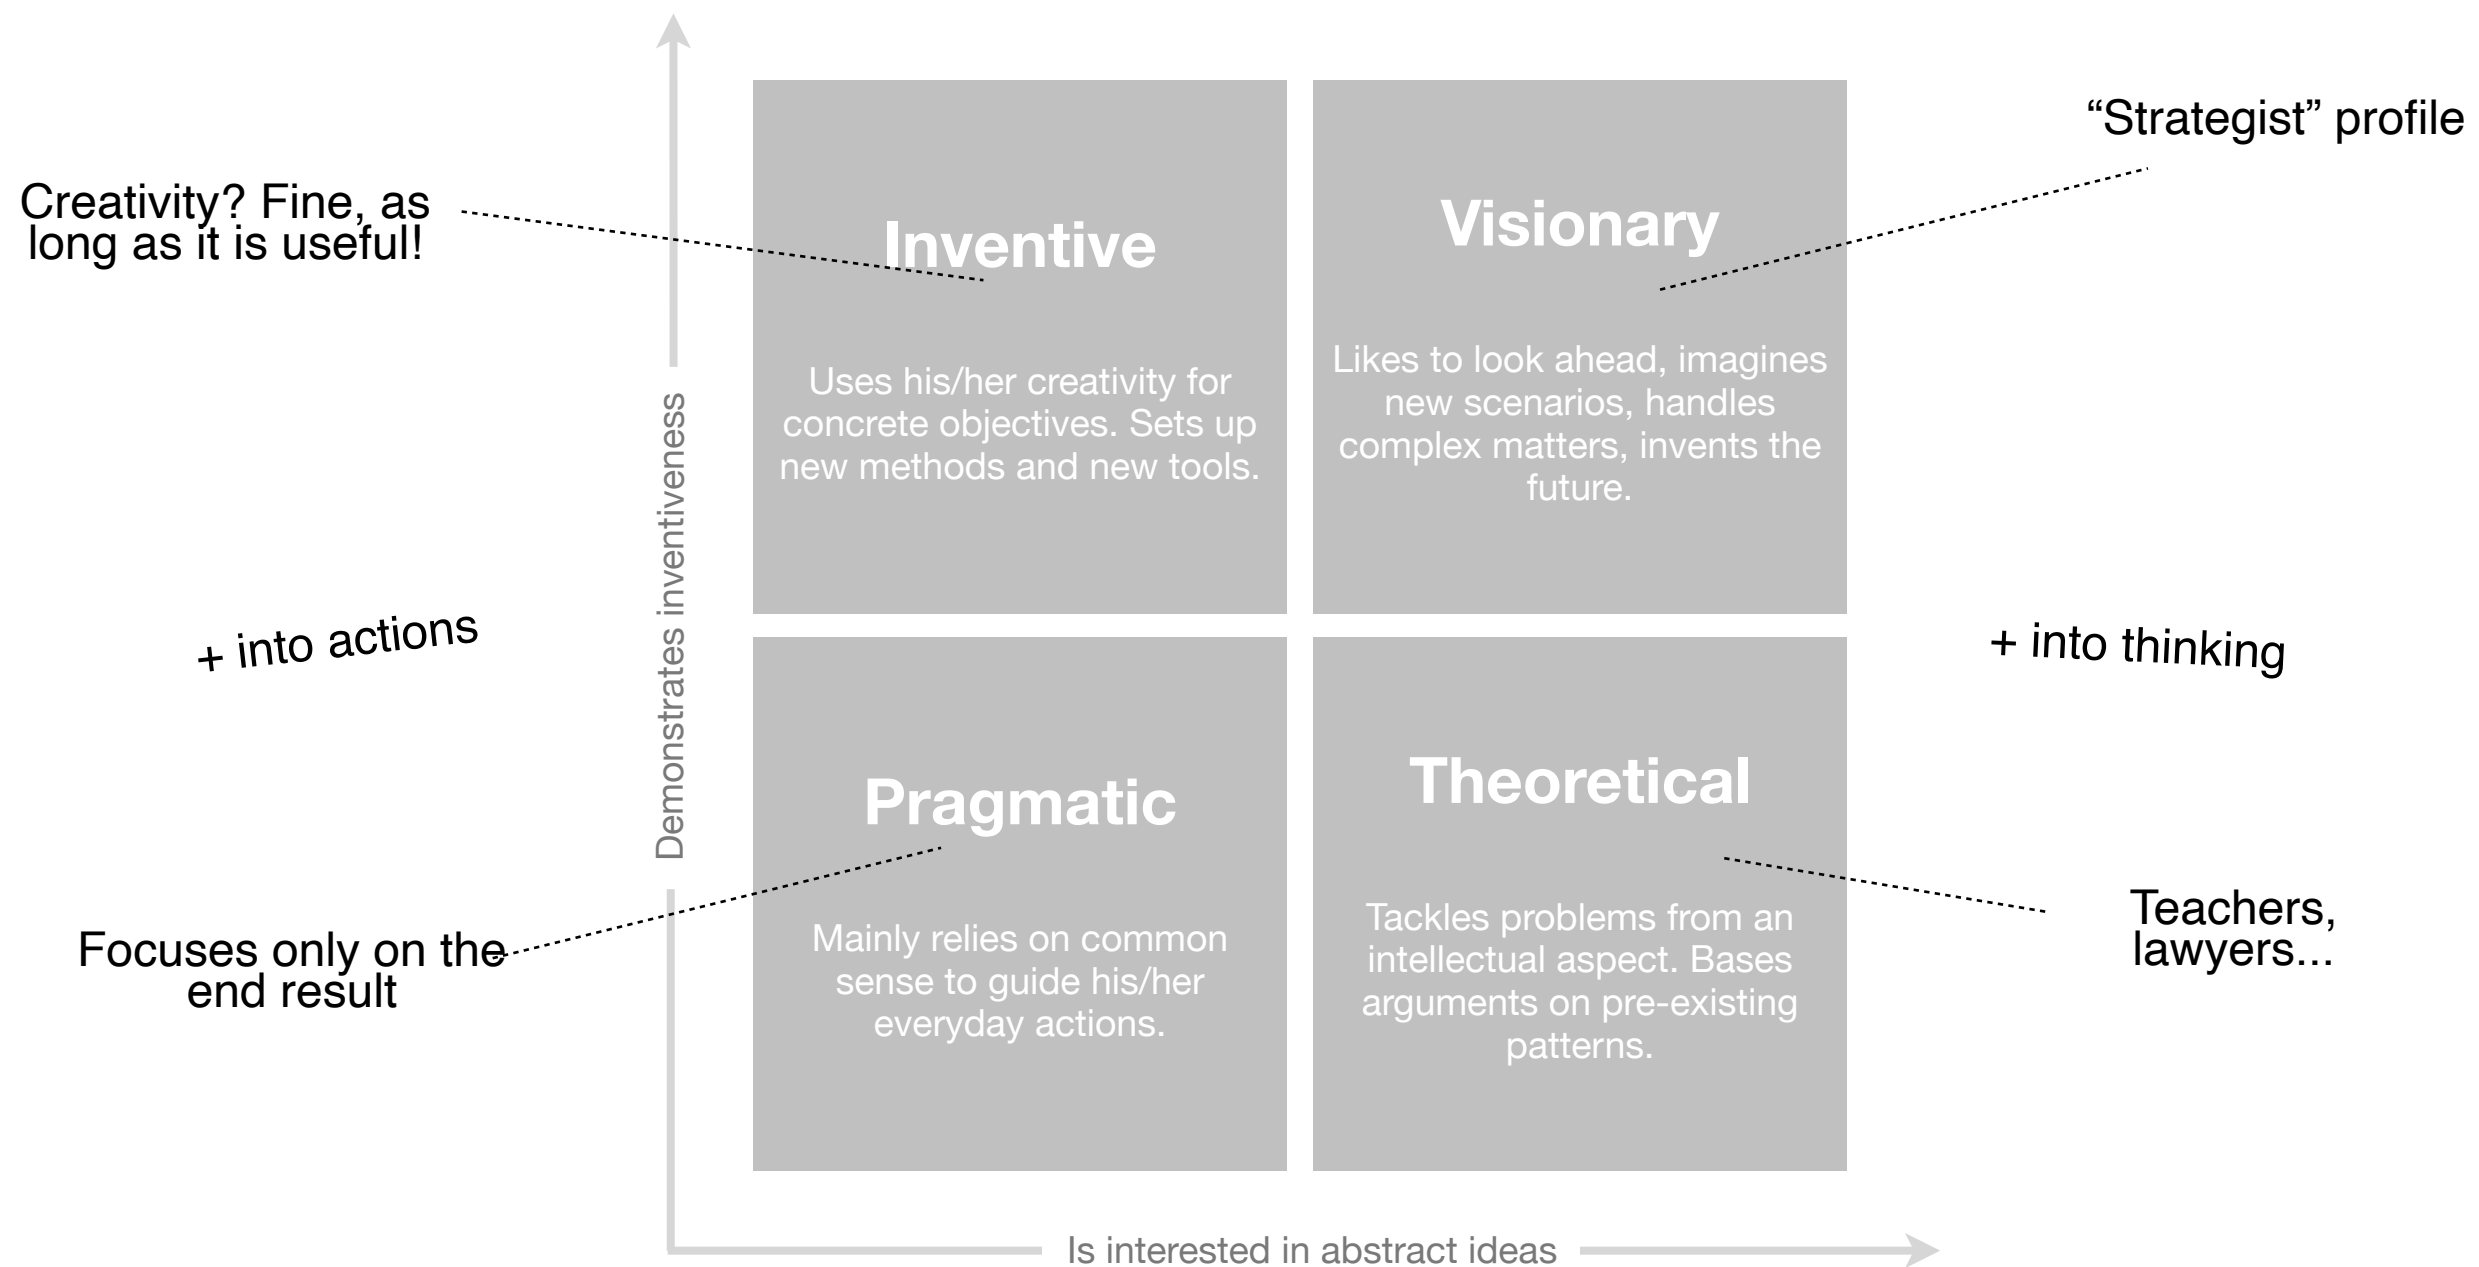 “Strategist” profile
Creativity? Fine, as
long as it is useful!
Inventive
Uses his/her creativity for
concrete objectives. Sets up
new methods and new tools.
Visionary
Likes to look ahead, imagines
new scenarios, handles
complex matters, invents the
future.
Demonstrates inventiveness
+ into actions
+ into thinking
Pragmatic
Mainly relies on common
sense to guide his/her
everyday actions.
Theoretical
Tackles problems from an
intellectual aspect. Bases
arguments on pre-existing
patterns.
Focuses only on the
end result
Teachers,
lawyers...
Is interested in abstract ideas